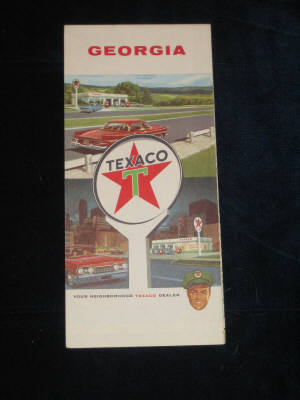 GEORGIA
TEXACO
T
YOUR NEIGHBORHOOD TEXACO DEALER